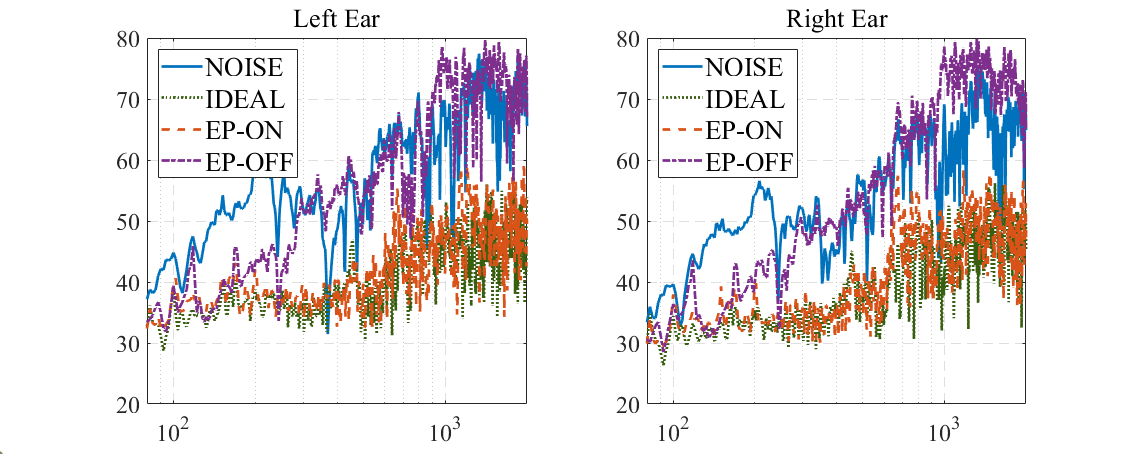 Left Ear
80
70
60
50
40
30
20
10^2
10^3
NOISE
IDEAL
EP-ON
EP-OFF
Right Ear
80
70
60
50
40
30
20
10^2
10^3
NOISE
IDEAL
EP-ON
EP-OFF